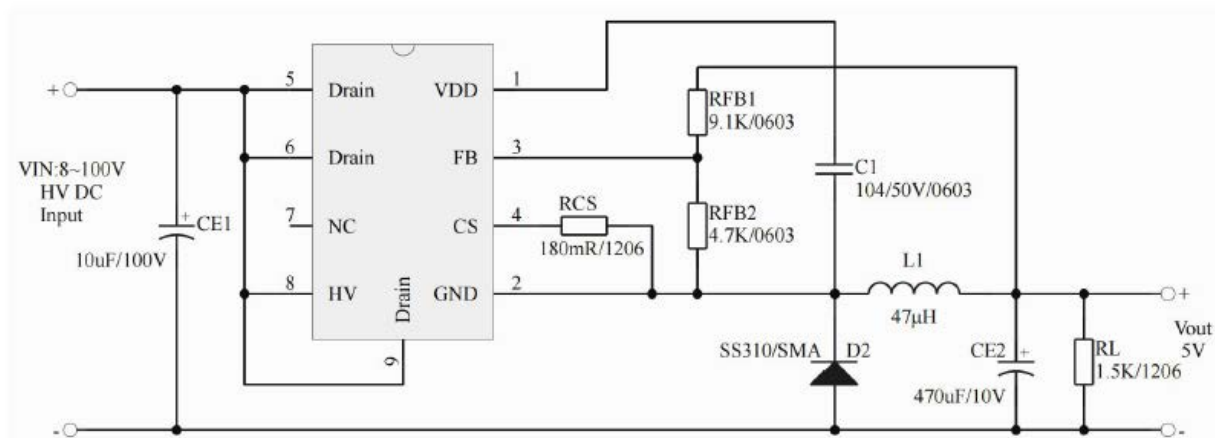 +
VIN:8~100V
HV DC
Input
-
CE1
+
10uF/100V
5
Drain
6
Drain
7
NC
8
HV
Drain
9
VDD
1
FB
3
CS
4
GND
2
RCS
180mR/1206
RFB1
9.1K/0603
RFB2
4.7K/0603
C1
104/50V/0603
L1
47μH
SS310/SMA
D2
CE2
+
470uF/10V
RL
1.5K/1206
+
Vout
5V
-